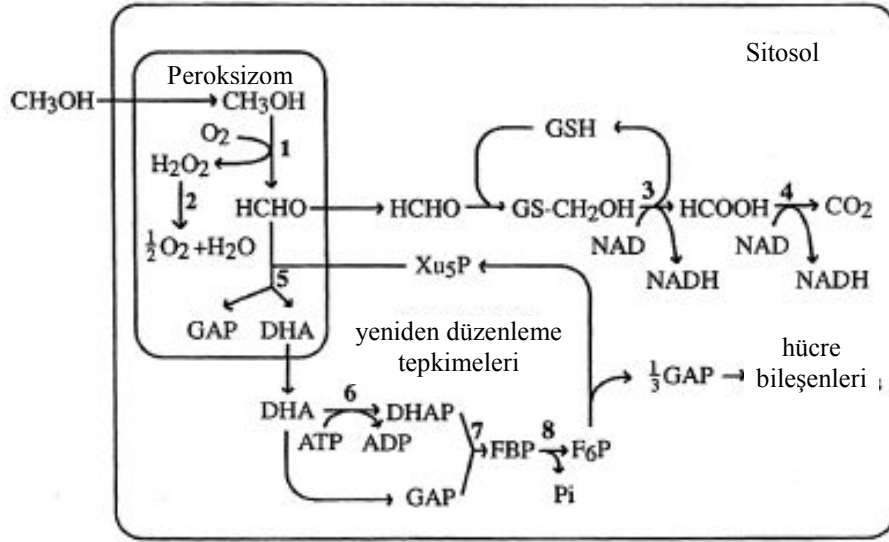 Sitosol
Peroksizom
CH3OH
CH3OH
O2
1
H2O2
2
½O2 +H2O
HCHO
HCHO
GSH
GS-CH2OH
3
HCOOH
4
CO2
NAD
NADH
NAD
NADH
Xu5P
5
GAP
DHA
yeniden düzenleme
tepkimeleri
⅓GAP
hücre
bileşenleri
DHA
6
DHAP
ATP
ADP
7
FBP
8
F6P
GAP
Pi